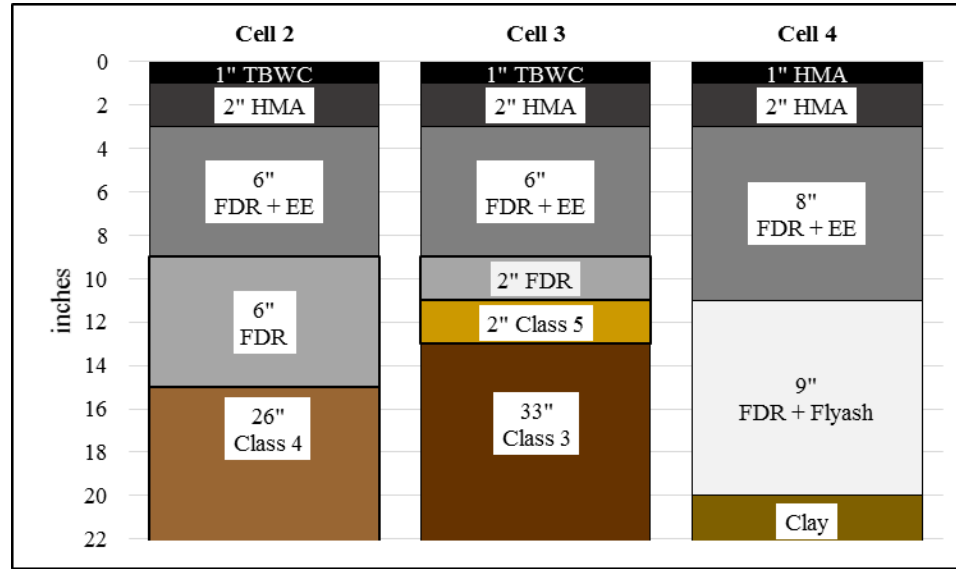 Cell 2
Cell 3
Cell 4
inches
0
2
4
6
8
10
12
14
16
18
20
22
1" TBWC
2" HMA
6"
FDR + EE
6"
FDR
26"
Class 4
1" TBWC
2" HMA
6"
FDR + EE
2" FDR
2" Class 5
33"
Class 3
1" HMA
2" HMA
8"
FDR + EE
9"
FDR + Flyash
Clay